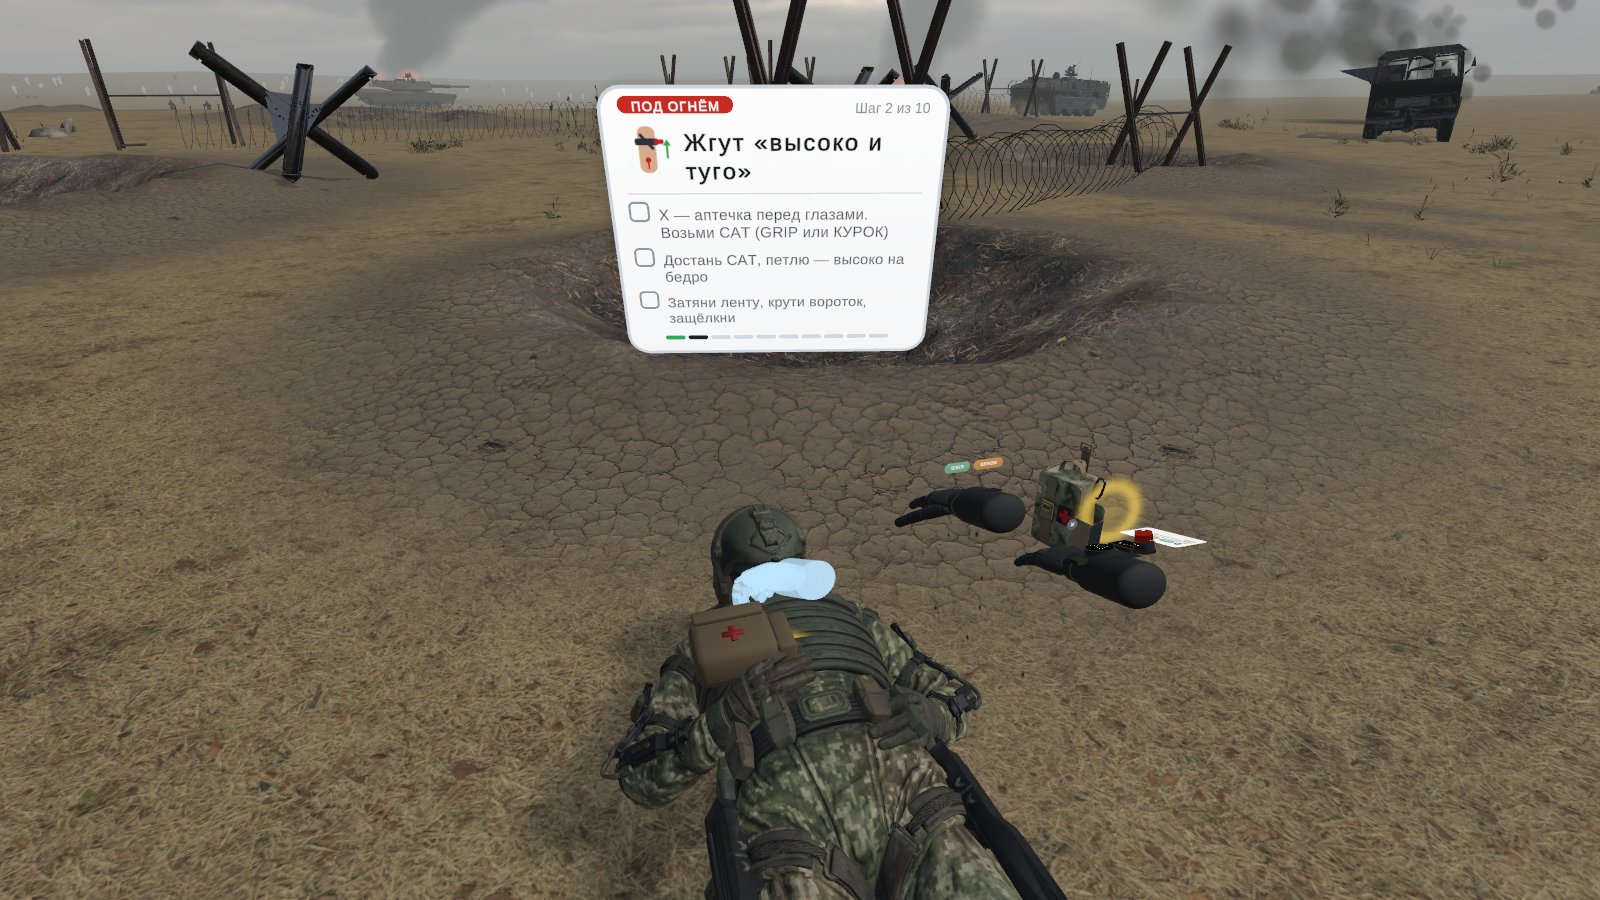 ПОД ОГНЁМ
Шаг 2 из 10
Жгут «высоко и
туго»
X — аптечка перед глазами.
Возьми CAT (GRIP или КУРОК)
Достань CAT, петлю — высоко на
бедро
Затяни ленту, крути вороток,
защёлкни
GRIP